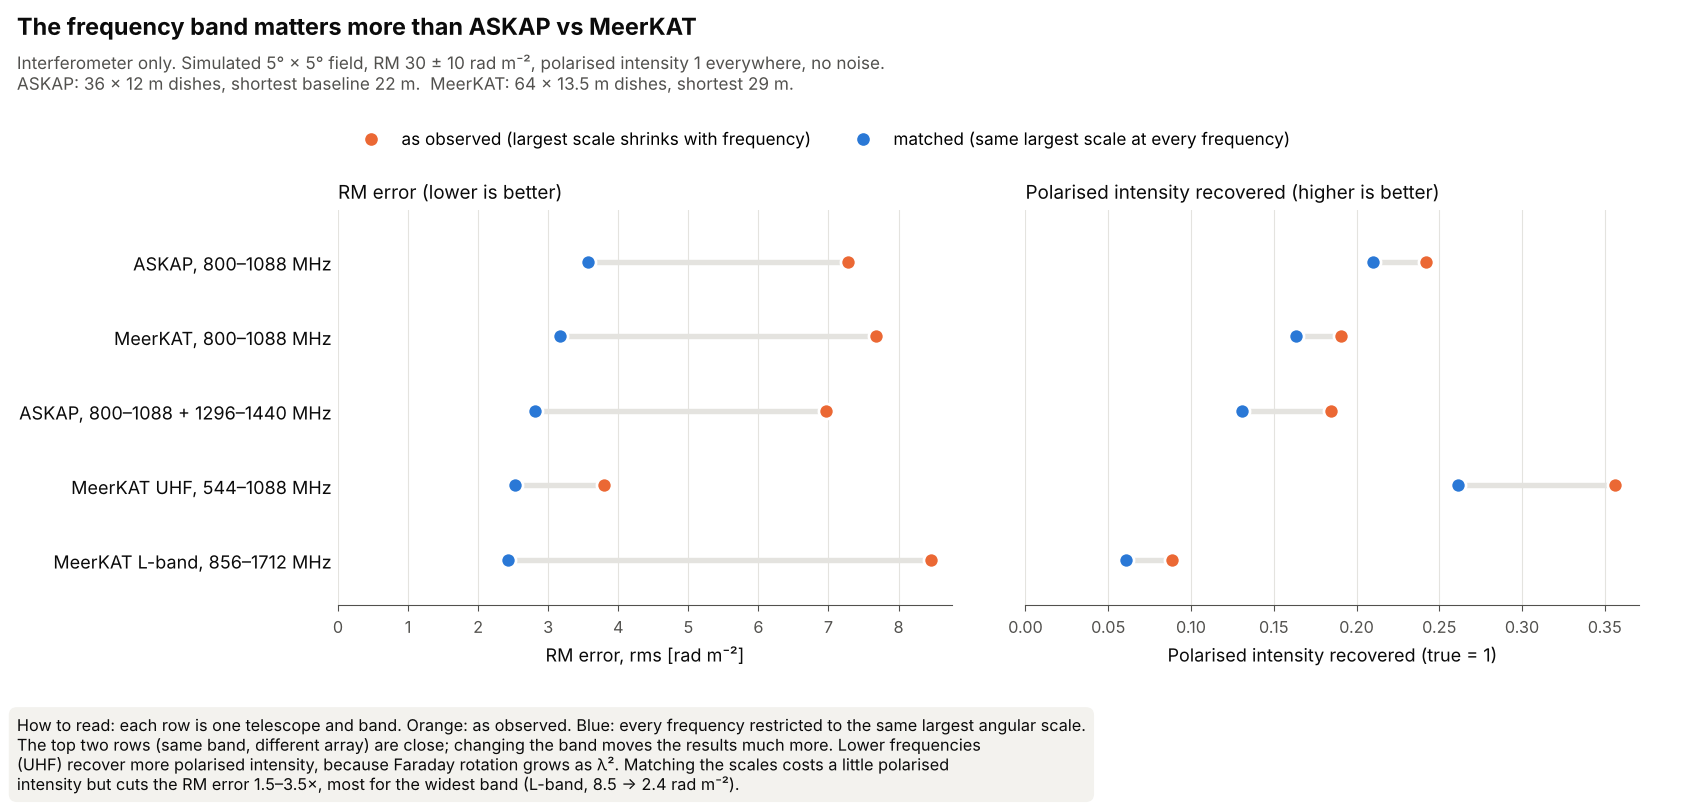 The frequency band matters more than ASKAP vs MeerKAT
Interferometer only. Simulated 5° × 5° field, RM 30 ± 10 rad m⁻², polarised intensity 1 everywhere, no noise.
ASKAP: 36 × 12 m dishes, shortest baseline 22 m.  MeerKAT: 64 × 13.5 m dishes, shortest 29 m.
as observed (largest scale shrinks with frequency)
matched (same largest scale at every frequency)
RM error (lower is better)
Polarised intensity recovered (higher is better)
ASKAP, 800–1088 MHz
MeerKAT, 800–1088 MHz
ASKAP, 800–1088 + 1296–1440 MHz
MeerKAT UHF, 544–1088 MHz
MeerKAT L-band, 856–1712 MHz
0 1 2 3 4 5 6 7 8
0.00 0.05 0.10 0.15 0.20 0.25 0.30 0.35
RM error, rms [rad m⁻²]
Polarised intensity recovered (true = 1)
How to read: each row is one telescope and band. Orange: as observed. Blue: every frequency restricted to the same largest angular scale.
The top two rows (same band, different array) are close; changing the band moves the results much more. Lower frequencies
(UHF) recover more polarised intensity, because Faraday rotation grows as λ². Matching the scales costs a little polarised
intensity but cuts the RM error 1.5–3.5×, most for the widest band (L-band, 8.5 → 2.4 rad m⁻²).